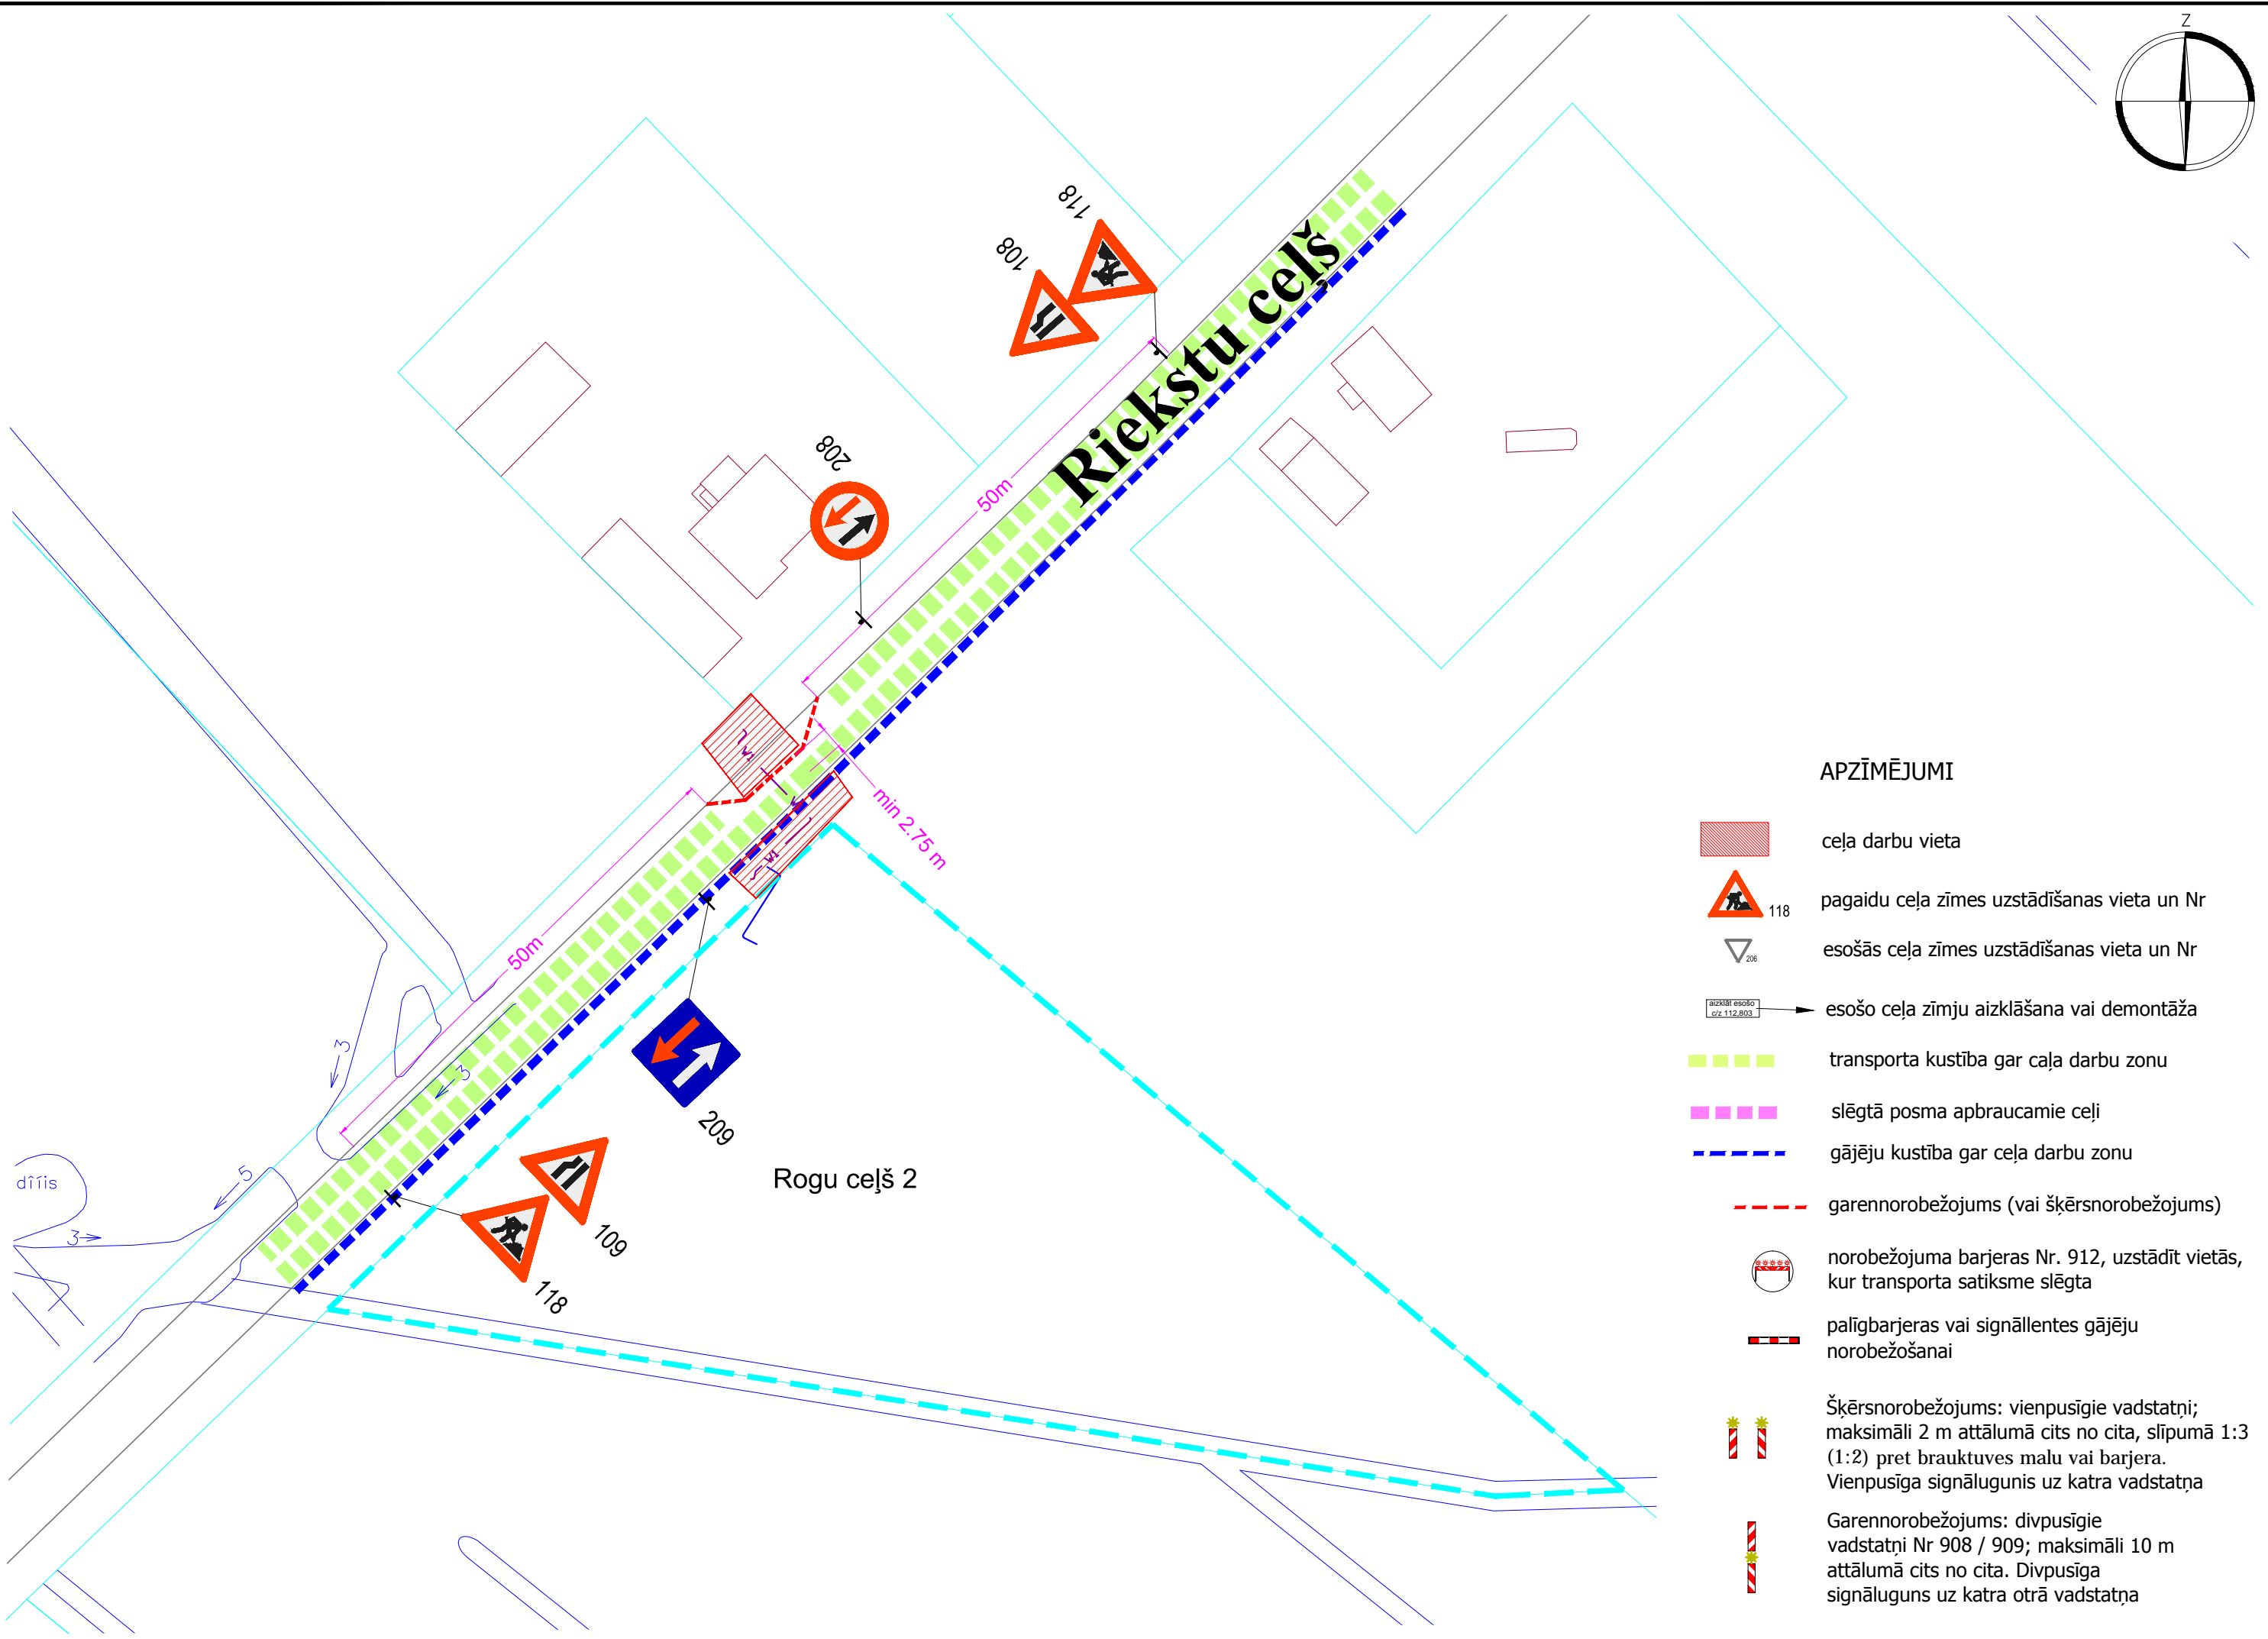 Z
118
108
208
50m
Riekstu ceļš
min 2.75 m
50m
3
3
5
3
dîíis
209
109
118
Rogu ceļš 2
APZĪMĒJUMI
ceļa darbu vieta
118
pagaidu ceļa zīmes uzstādīšanas vieta un Nr
206
esošās ceļa zīmes uzstādīšanas vieta un Nr
aizklāt esošo
c/z 112,803
esošo ceļa zīmju aizklāšana vai demontāža
transporta kustība gar caļa darbu zonu
slēgtā posma apbraucamie ceļi
gājēju kustība gar ceļa darbu zonu
garennorobežojums (vai šķērsnorobežojums)
norobežojuma barjeras Nr. 912, uzstādīt vietās,
kur transporta satiksme slēgta
palīgbarjeras vai signāllentes gājēju
norobežošanai
Šķērsnorobežojums: vienpusīgie vadstatņi;
maksimāli 2 m attālumā cits no cita, slīpumā 1:3
(1:2) pret brauktuves malu vai barjera.
Vienpusīga signālugunis uz katra vadstatņa
Garennorobežojums: divpusīgie
vadstatņi Nr 908 / 909; maksimāli 10 m
attālumā cits no cita. Divpusīga
signāluguns uz katra otrā vadstatņa